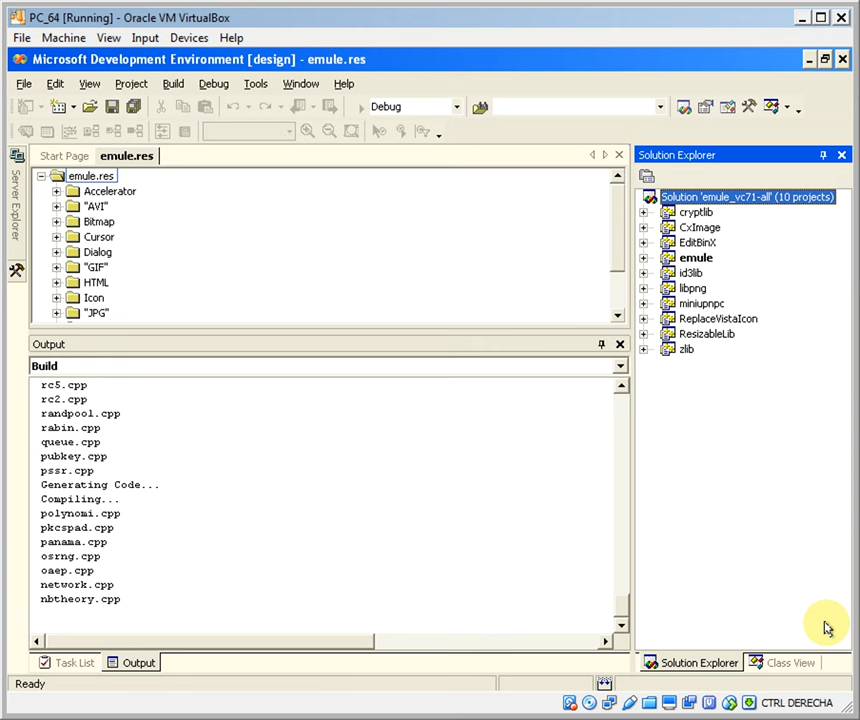 PC_64 [Running] - Oracle VM VirtualBox
File Machine View Input Devices Help
Microsoft Development Environment [design] - emule.res
File Edit View Project Build Debug Tools Window Help
Debug
Server Explorer
Start Page emule.res
emule.res
Accelerator
"AVI"
Bitmap
Cursor
Dialog
"GIF"
HTML
Icon
"JPG"
Solution Explorer
Solution 'emule_vc71-all' (10 projects)
cryptlib
CxImage
EditBinX
emule
id3lib
libpng
miniupnpc
ReplaceVistaIcon
ResizableLib
zlib
Output
Build
rc5.cpp
rc2.cpp
randpool.cpp
rabin.cpp
queue.cpp
pubkey.cpp
pssr.cpp
Generating Code...
Compiling...
polynomi.cpp
pkcspad.cpp
panama.cpp
osrng.cpp
oaep.cpp
network.cpp
nbtheory.cpp
Task List Output
Solution Explorer Class View
Ready
CTRL DERECHA